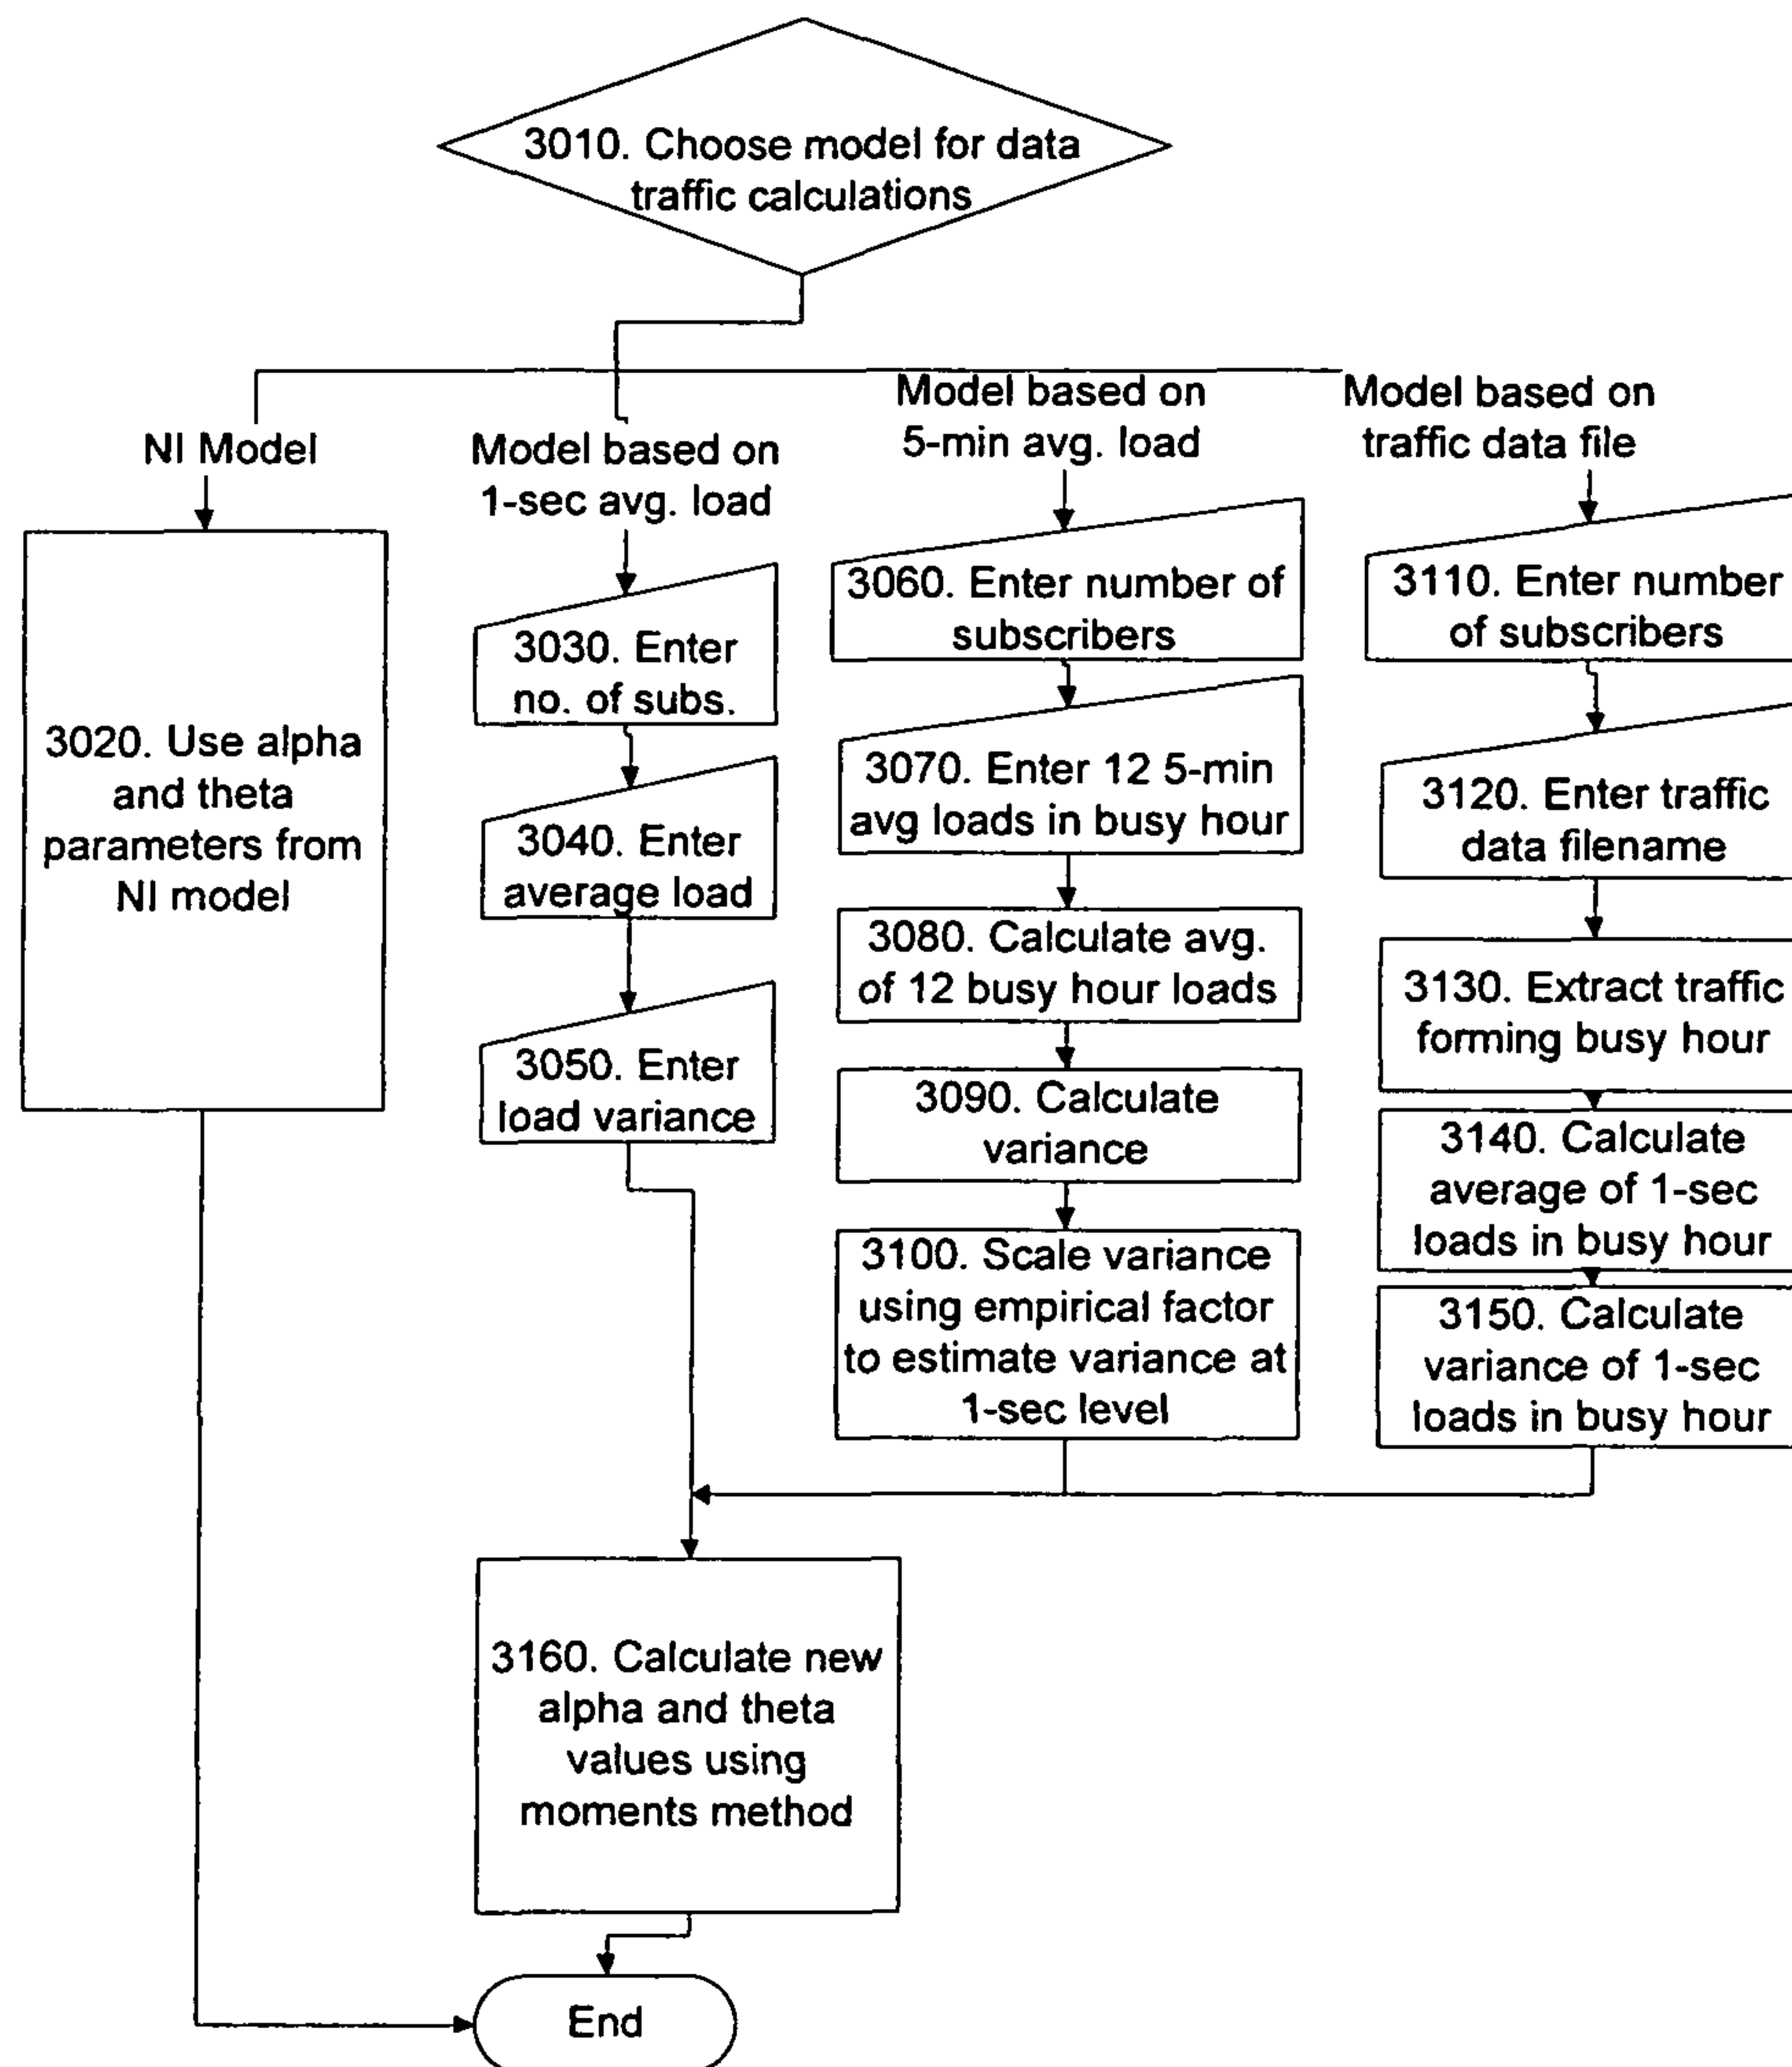 3010. Choose model for data
traffic calculations
NI Model
Model based on
1-sec avg. load
Model based on
5-min avg. load
Model based on
traffic data file
3020. Use alpha
and theta
parameters from
NI model
3030. Enter
no. of subs.
3040. Enter
average load
3050. Enter
load variance
3060. Enter number of
subscribers
3070. Enter 12 5-min
avg loads in busy hour
3080. Calculate avg.
of 12 busy hour loads
3090. Calculate
variance
3100. Scale variance
using empirical factor
to estimate variance at
1-sec level
3110. Enter number
of subscribers
3120. Enter traffic
data filename
3130. Extract traffic
forming busy hour
3140. Calculate
average of 1-sec
loads in busy hour
3150. Calculate
variance of 1-sec
loads in busy hour
3160. Calculate new
alpha and theta
values using
moments method
End